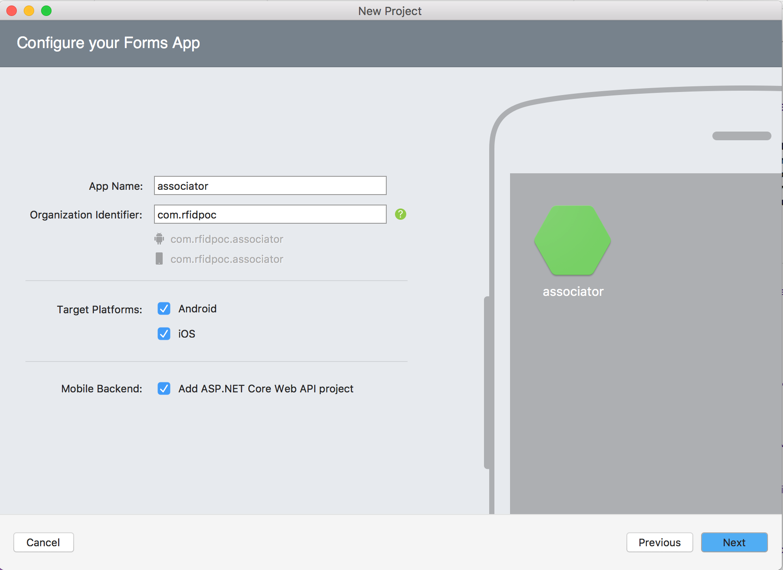 New Project
Configure your Forms App
App Name: associator
Organization Identifier: com.rfidpoc ?
com.rfidpoc.associator
com.rfidpoc.associator
Target Platforms: Android
iOS
Mobile Backend: Add ASP.NET Core Web API project
associator
Cancel Previous Next